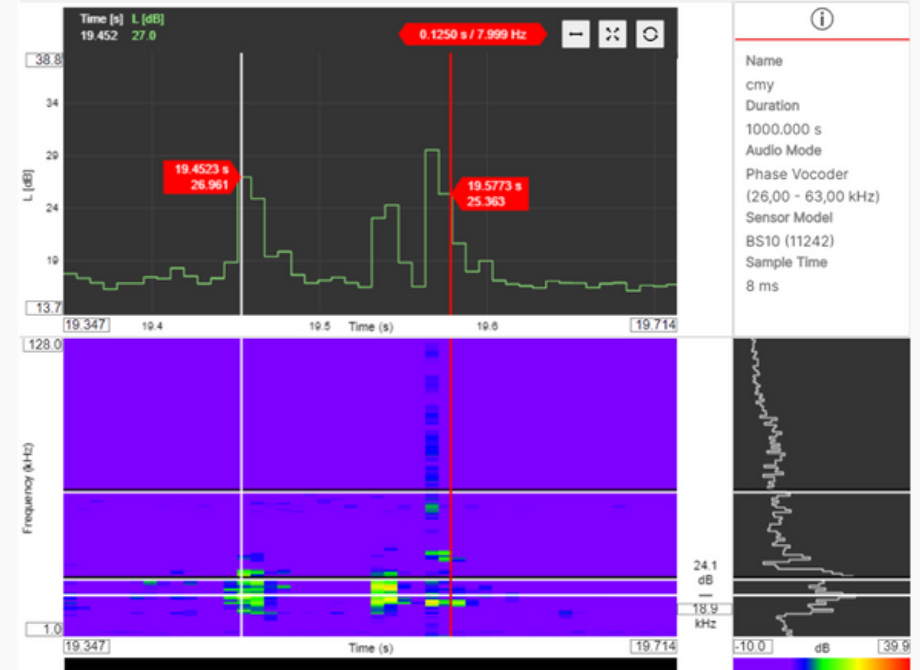 Time [s] L [dB]
19.452 27.0
0.1250 s / 7.999 Hz
38.8
34
29
24
19
13.7
L [dB]
19.4523 s
26.961
19.5773 s
25.363
19.347
19.4
19.5
Time (s)
19.6
19.714
Name
cmy
Duration
1000.000 s
Audio Mode
Phase Vocoder
(26,00 - 63,00 kHz)
Sensor Model
BS10 (11242)
Sample Time
8 ms
128.0
Frequency (kHz)
1.0
24.1
dB
18.9
kHz
19.347
Time (s)
19.714
-10.0
dB
39.9